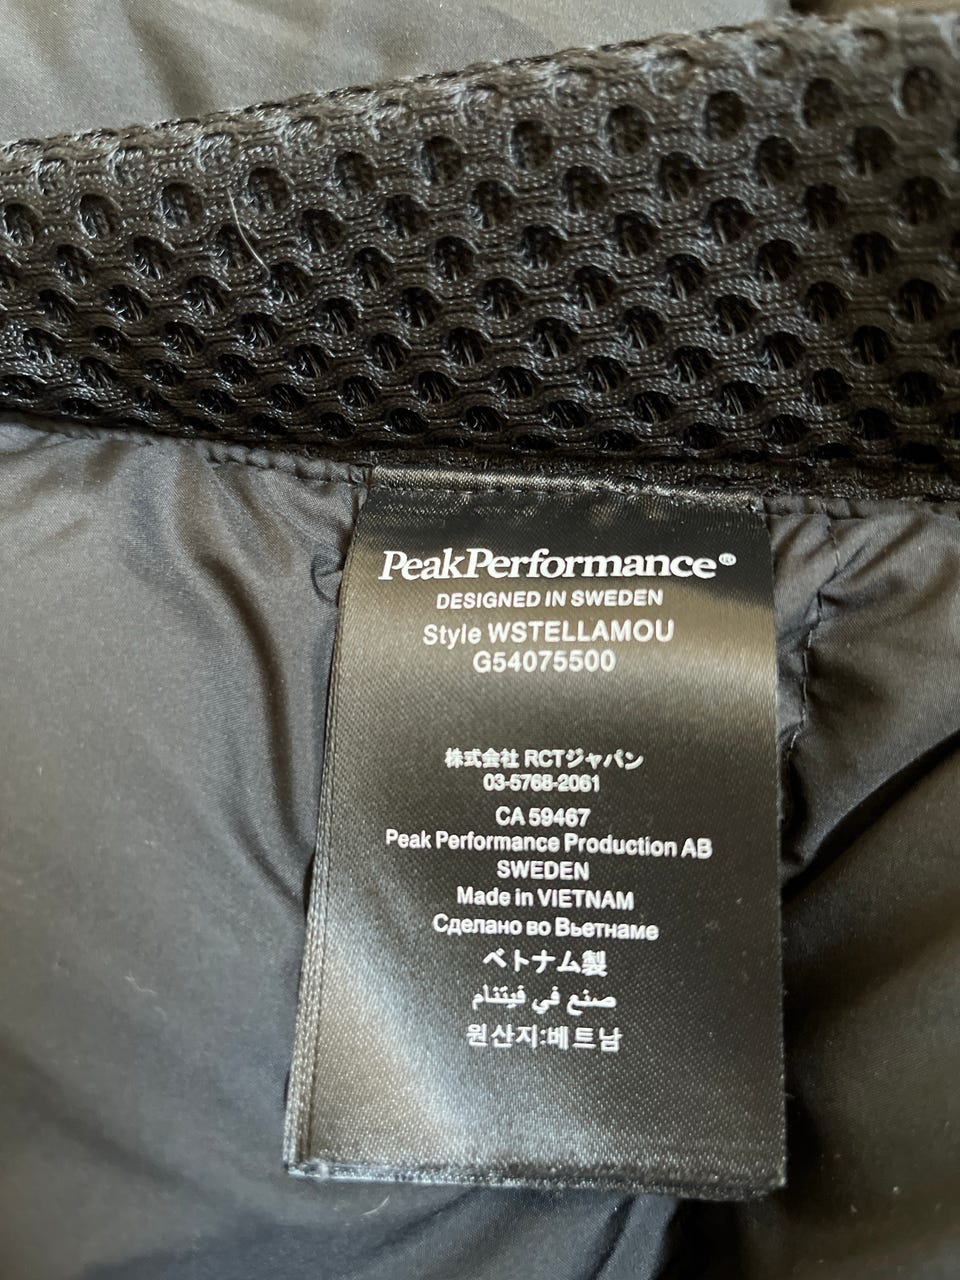 PeakPerformance®
DESIGNED IN SWEDEN
Style WSTELLAMOU
G54075500
株式会社 RCTジャパン
03-5768-2061
CA 59467
Peak Performance Production AB
SWEDEN
Made in VIETNAM
Сделано во Вьетнаме
ベトナム製
صنع في فيتنام
원산지:베트남